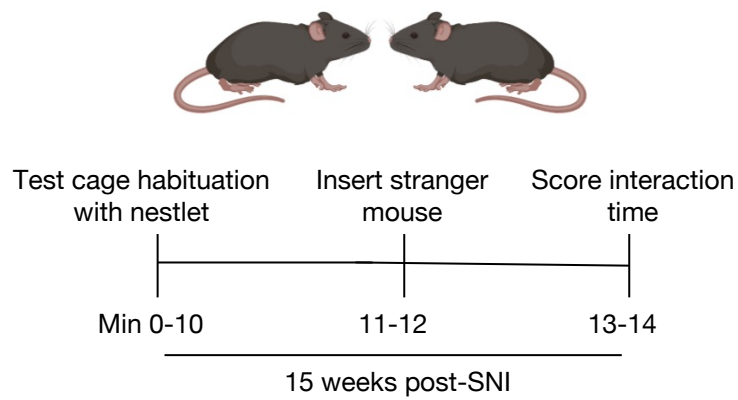 Test cage habituation
with nestlet
Insert stranger
mouse
Score interaction
time
Min 0-10
11-12
13-14
15 weeks post-SNI